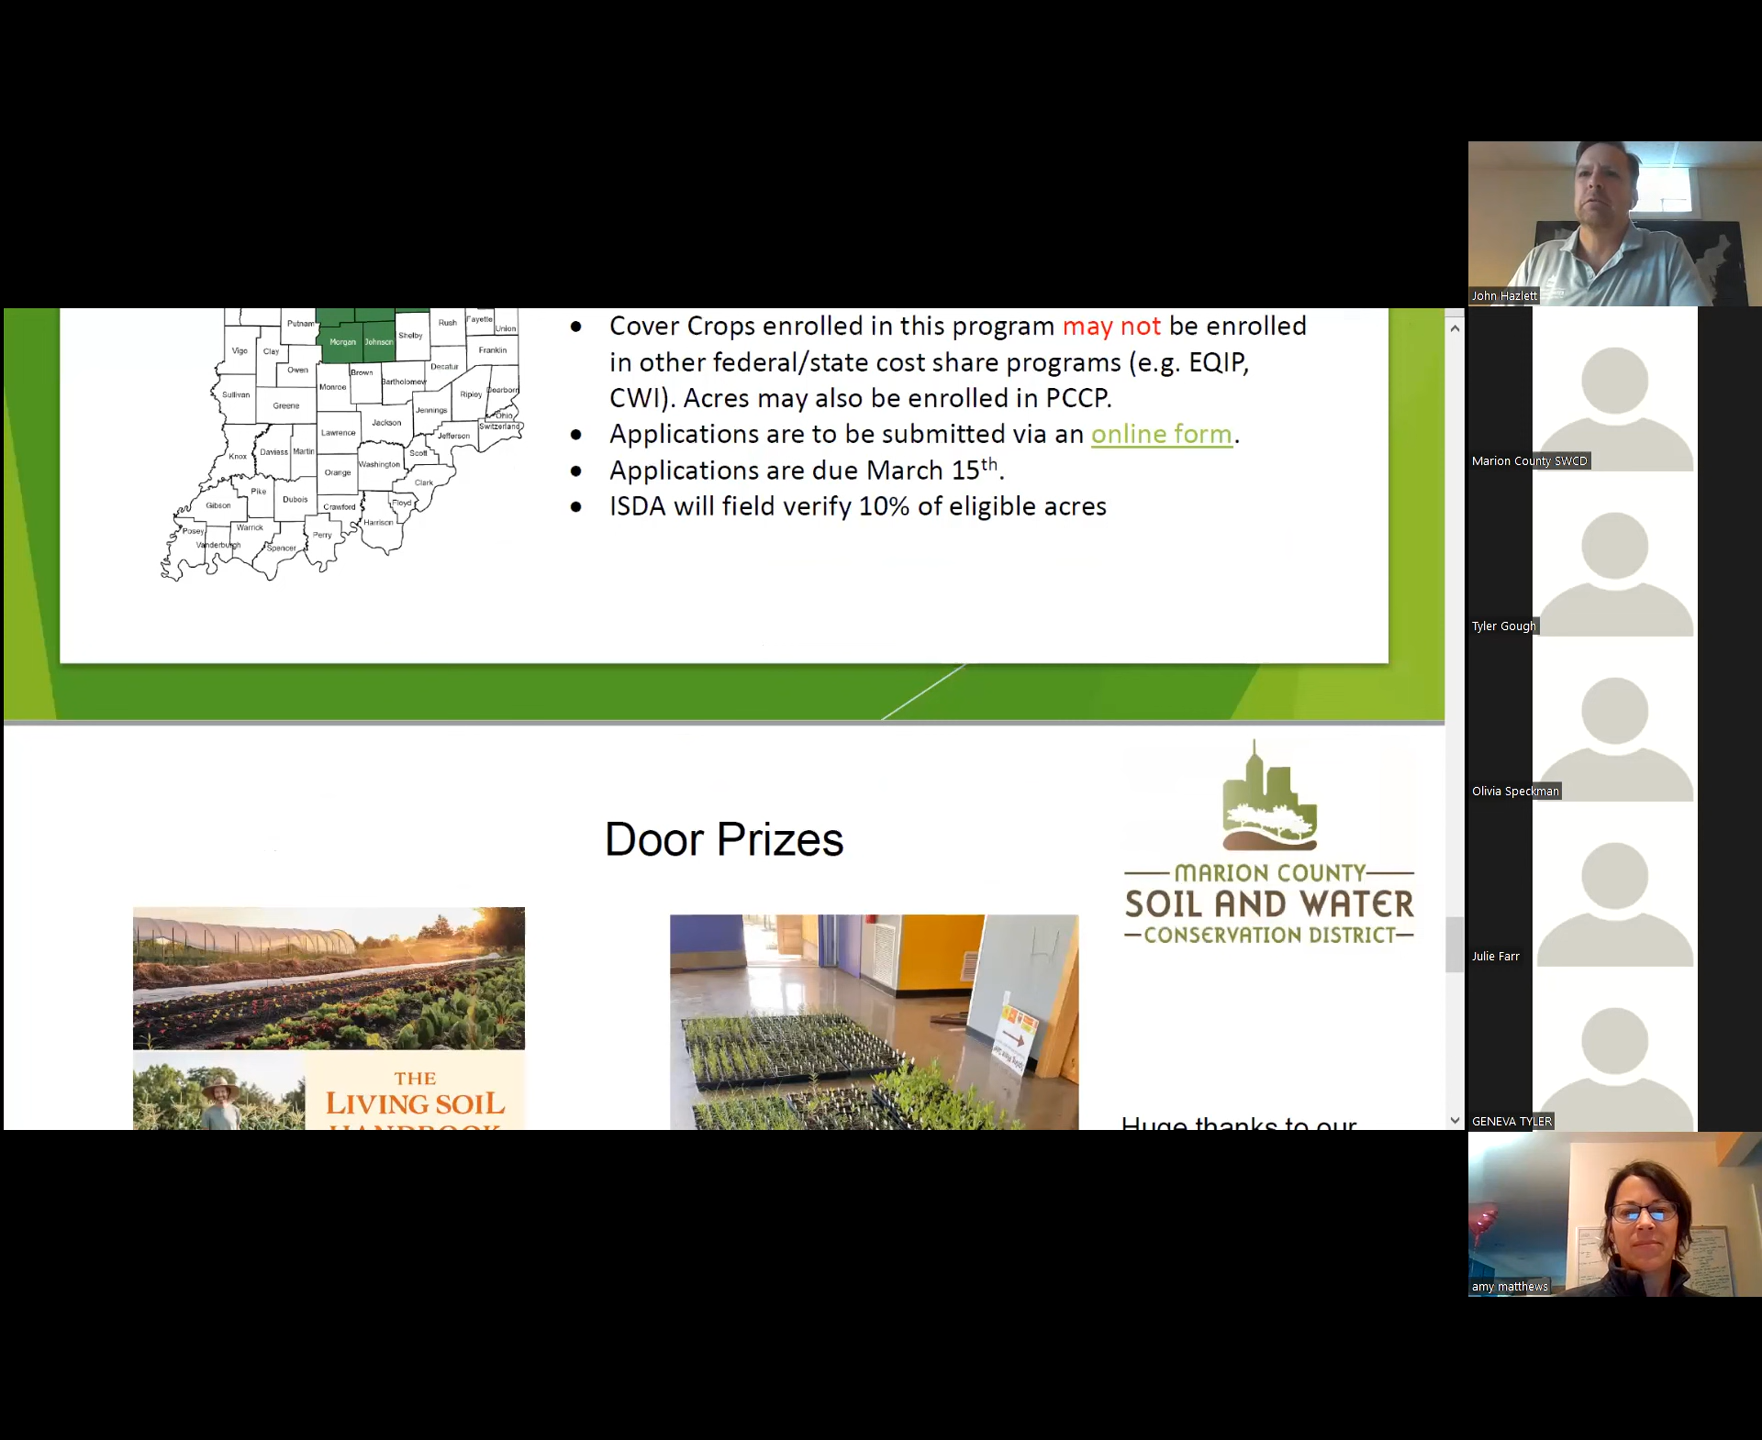 Putnam
Morgan
Johnson
Shelby
Rush
Fayette
Union
Vigo
Clay
Owen
Monroe
Brown
Bartholomew
Decatur
Franklin
Sullivan
Greene
Jackson
Jennings
Ripley
Dearborn
Ohio
Switzerland
Jefferson
Lawrence
Knox
Daviess
Martin
Orange
Washington
Scott
Clark
Gibson
Pike
Dubois
Crawford
Floyd
Harrison
Posey
Vanderburgh
Warrick
Spencer
Perry
• Cover Crops enrolled in this program may not be enrolled
in other federal/state cost share programs (e.g. EQIP,
CWI). Acres may also be enrolled in PCCP.
• Applications are to be submitted via an online form.
• Applications are due March 15th.
• ISDA will field verify 10% of eligible acres
Door Prizes
MARION COUNTY
SOIL AND WATER
CONSERVATION DISTRICT
THE
LIVING SOIL
HANDBOOK
Huge thanks to our
John Hazlett
Marion County SWCD
Tyler Gough
Olivia Speckman
Julie Farr
GENEVA TYLER
amy matthews